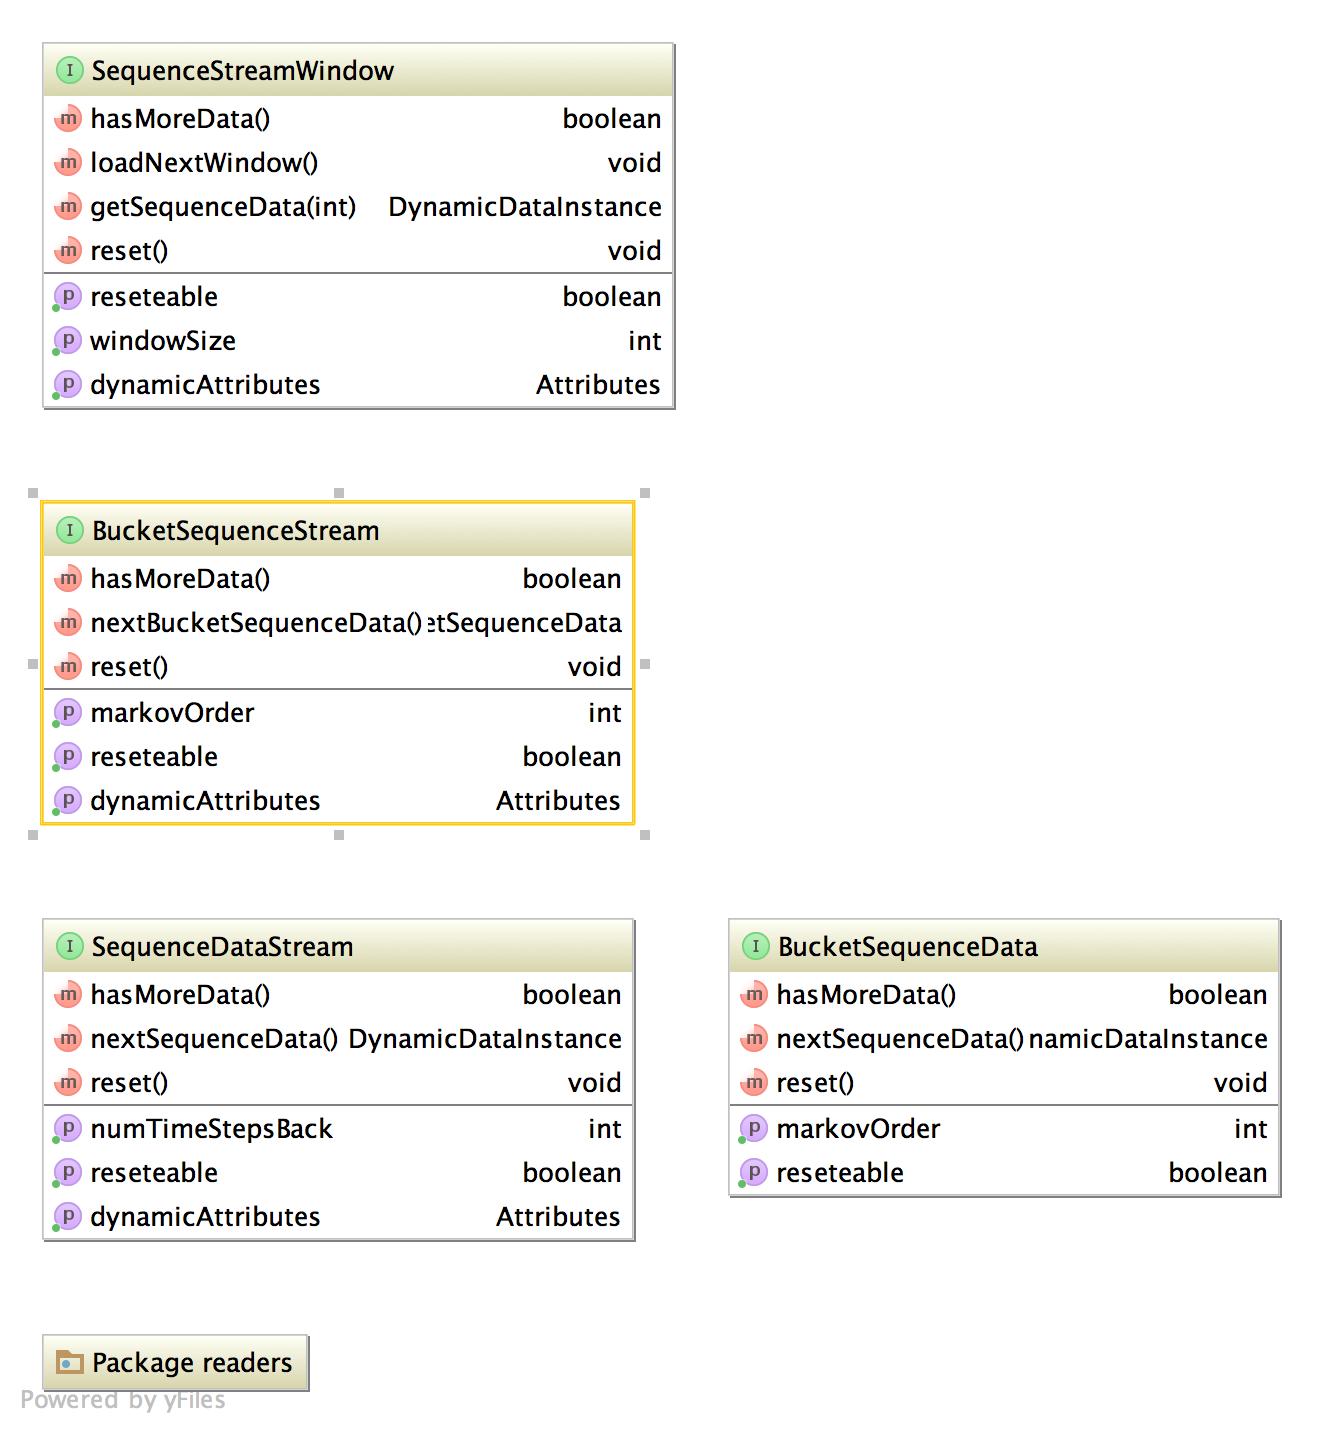 I SequenceStreamWindow
m hasMoreData() boolean
m loadNextWindow() void
m getSequenceData(int) DynamicDataInstance
m reset() void
p reseteable boolean
p windowSize int
p dynamicAttributes Attributes
I BucketSequenceStream
m hasMoreData() boolean
m nextBucketSequenceData() etSequenceData
m reset() void
p markovOrder int
p reseteable boolean
p dynamicAttributes Attributes
I SequenceDataStream
m hasMoreData() boolean
m nextSequenceData() DynamicDataInstance
m reset() void
p numTimeStepsBack int
p reseteable boolean
p dynamicAttributes Attributes
I BucketSequenceData
m hasMoreData() boolean
m nextSequenceData() namicDataInstance
m reset() void
p markovOrder int
p reseteable boolean
Package readers
Powered by yFiles